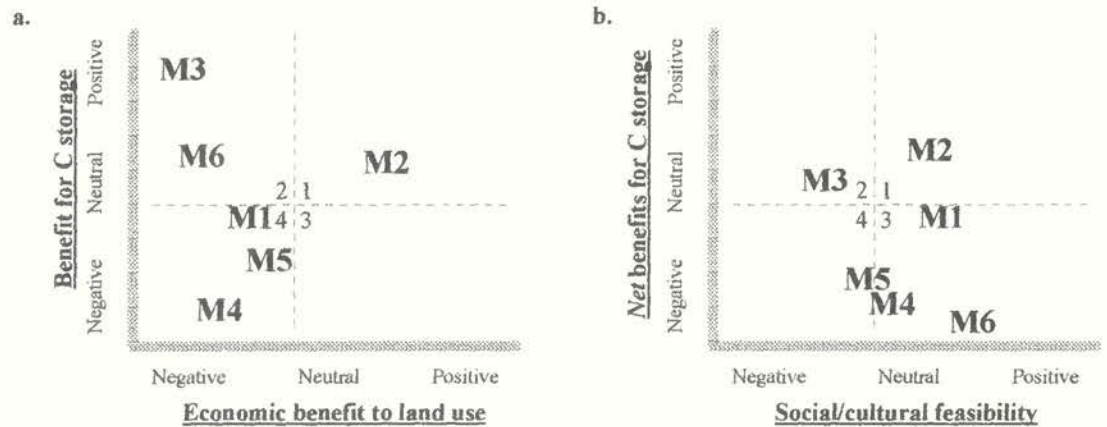 a.
Benefit for C storage
Positive
Neutral
Negative
M3
M6
M2
2 1
M1 4 3
M5
M4
Negative Neutral Positive
Economic benefit to land use
b.
Net benefits for C storage
Positive
Neutral
Negative
M2
M3 2 1
4 3 M1
M5
M4
M6
Negative Neutral Positive
Social/cultural feasibility